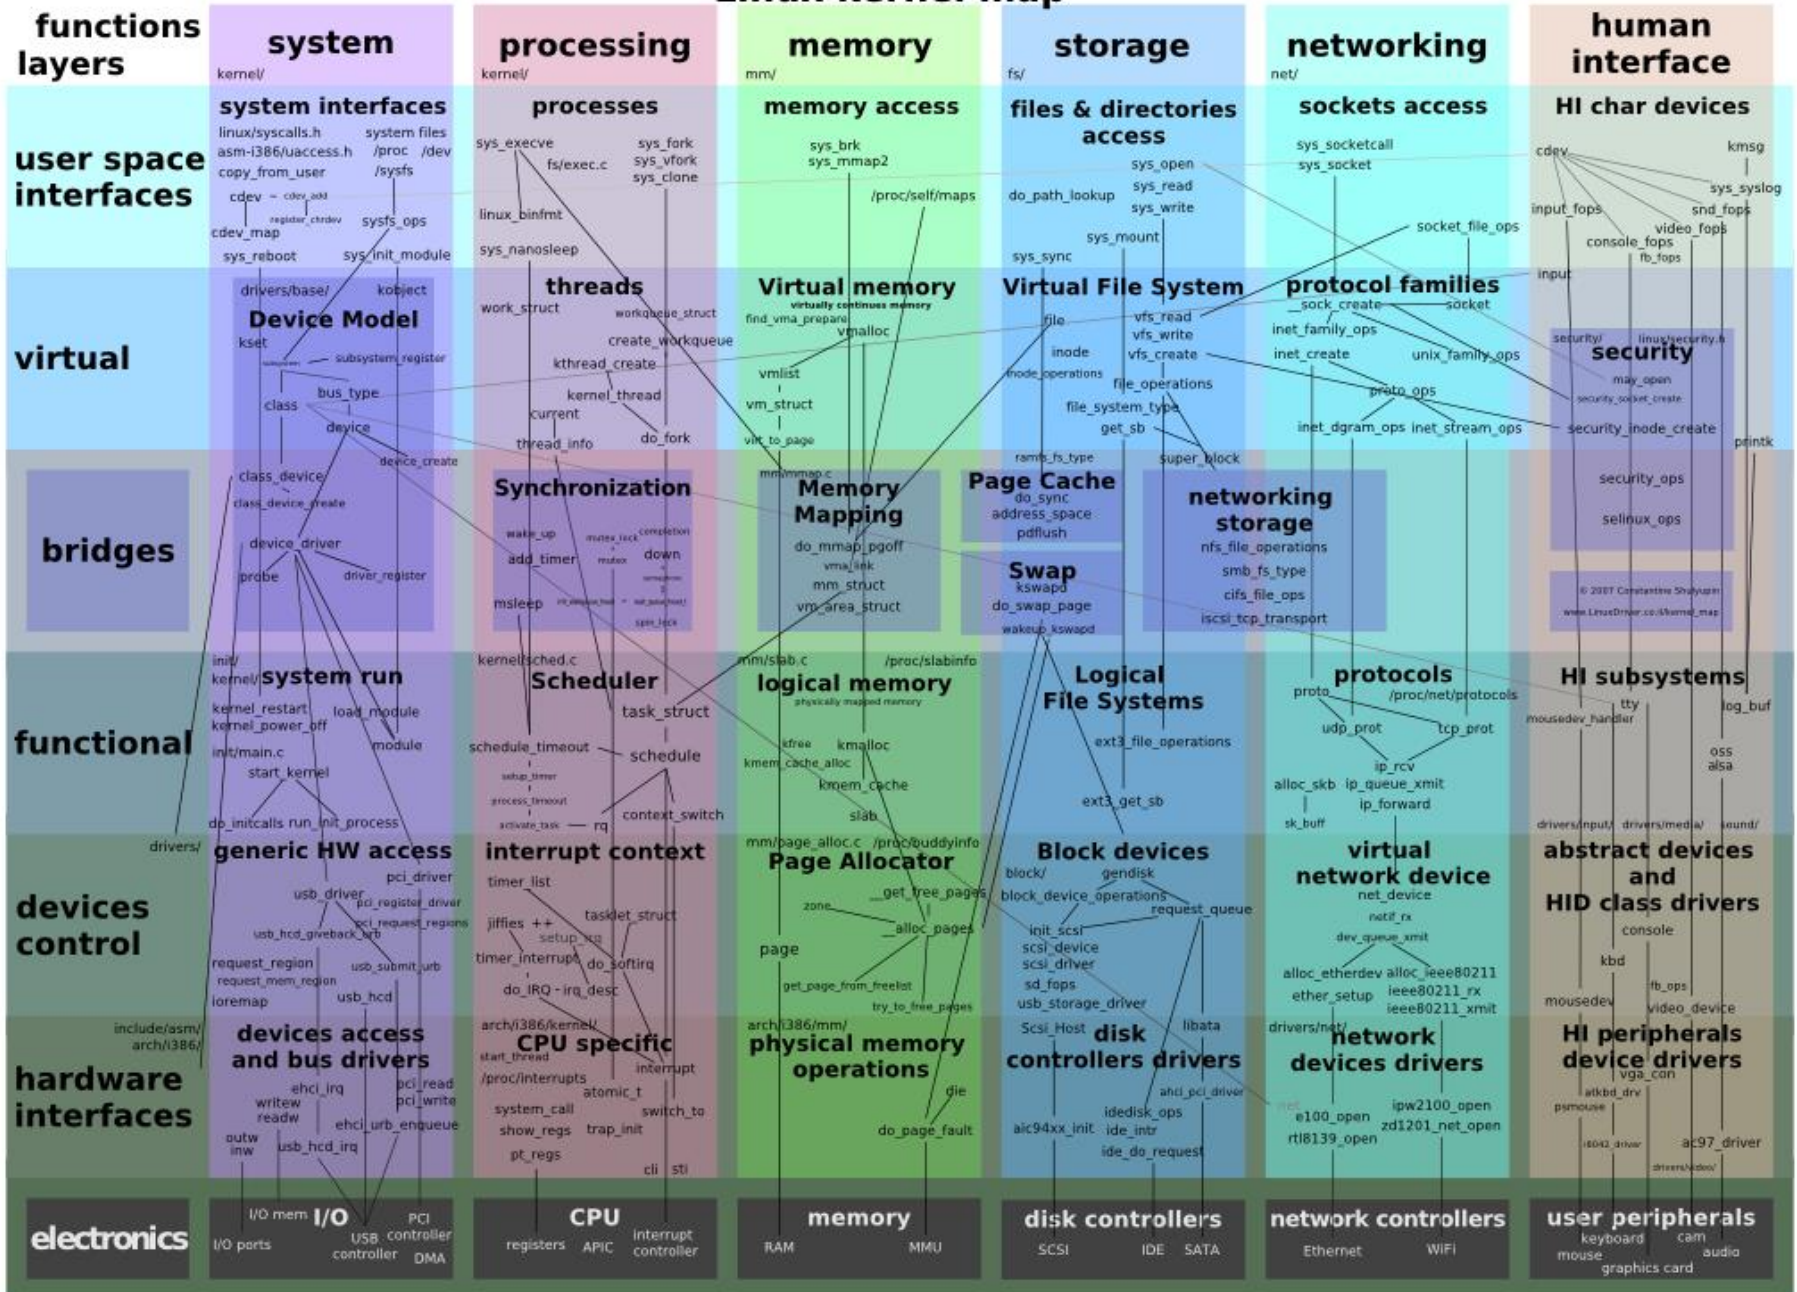 functions
layers
system
kernel/
processing
kernel/
memory
mm/
storage
fs/
networking
net/
human
interface
user space
interfaces
system interfaces
linux/syscalls.h
system files
asm-i386/uaccess.h
/proc /dev
copy_from_user
/sysfs
cdev
cdev_add
register_chrdev
sysfs_ops
cdev_map
sys_reboot
sys_init_module
processes
sys_execve
sys_fork
fs/exec.c
sys_vfork
sys_clone
linux_binfmt
sys_nanosleep
memory access
sys_brk
sys_mmap2
/proc/self/maps
files & directories
access
sys_open
do_path_lookup
sys_read
sys_write
sys_mount
sys_sync
sockets access
sys_socketcall
sys_socket
socket_file_ops
HI char devices
cdev
kmsg
sys_syslog
input_fops
snd_fops
video_fops
console_fops
fb_fops
input
virtual
drivers/base/
kobject
Device Model
kset
subsystem_register
bus_type
class
device
device_create
threads
work_struct
workqueue_struct
create_workqueue
kthread_create
kernel_thread
current
thread_info
do_fork
Virtual memory
virtually continues memory
find_vma_prepare
vmalloc
vmlist
vm_struct
virt_to_page
Virtual File System
file
vfs_read
vfs_write
inode
vfs_create
inode_operations
file_operations
file_system_type
get_sb
ramfs_fs_type
super_block
protocol families
__sock_create
socket
inet_family_ops
inet_create
unix_family_ops
proto_ops
inet_dgram_ops
inet_stream_ops
security/
linux/security.h
security
may_open
security_socket_create
security_inode_create
printk
bridges
class_device
class_device_create
device_driver
probe
driver_register
Synchronization
wake_up
mutex_lock
completion
add_timer
mutex
down
msleep
spin_lock
mm/mmap.c
Memory
Mapping
do_mmap_pgoff
vma_link
mm_struct
vm_area_struct
Page Cache
do_sync
address_space
pdflush
Swap
kswapd
do_swap_page
wakeup_kswapd
networking
storage
nfs_file_operations
smb_fs_type
cifs_file_ops
iscsi_tcp_transport
security_ops
selinux_ops
© 2007 Constantine Shulyupin
www.LinuxDriver.co.il/kernel_map
functional
init/
kernel/
system run
kernel_restart
kernel_power_off
load_module
init/main.c
module
start_kernel
do_initcalls
run_init_process
drivers/
kernel/sched.c
Scheduler
task_struct
schedule_timeout
schedule
setup_timer
process_timeout
activate_task
rq
context_switch
mm/slab.c
/proc/slabinfo
logical memory
physically mapped memory
kfree
kmalloc
kmem_cache_alloc
kmem_cache
slab
Logical
File Systems
ext3_file_operations
ext3_get_sb
protocols
proto
/proc/net/protocols
udp_prot
tcp_prot
ip_rcv
alloc_skb
ip_queue_xmit
ip_forward
sk_buff
HI subsystems
tty
log_buf
mousedev_handler
oss
alsa
drivers/input/
drivers/media/
sound/
devices
control
generic HW access
pci_driver
usb_driver
pci_register_driver
pci_request_regions
usb_hcd_giveback_urb
request_region
usb_submit_urb
request_mem_region
ioremap
usb_hcd
interrupt context
timer_list
jiffies ++
tasklet_struct
setup_irq
timer_interrupt
do_softirq
do_IRQ - irq_desc
mm/page_alloc.c
/proc/buddyinfo
Page Allocator
__get_free_pages
zone
__alloc_pages
page
get_page_from_freelist
try_to_free_pages
Block devices
block/
gendisk
block_device_operations
request_queue
init_scsi
scsi_device
scsi_driver
sd_fops
usb_storage_driver
virtual
network device
net_device
netif_rx
dev_queue_xmit
alloc_etherdev
alloc_ieee80211
ether_setup
ieee80211_rx
ieee80211_xmit
abstract devices
and
HID class drivers
console
kbd
fb_ops
mousedev
video_device
hardware
interfaces
include/asm/
arch/i386/
devices access
and bus drivers
ehci_irq
pci_read
pci_write
writew
readw
ehci_urb_enqueue
outw
inw
usb_hcd_irq
arch/i386/kernel/
CPU specific
start_thread
interrupt
/proc/interrupts
atomic_t
system_call
switch_to
show_regs
trap_init
pt_regs
cli sti
arch/i386/mm/
physical memory
operations
die
do_page_fault
Scsi_Host
libata
disk
controllers drivers
ahci_pci_driver
idedisk_ops
aic94xx_init
ide_intr
ide_do_request
drivers/net/
network
devices drivers
net
ipw2100_open
e100_open
zd1201_net_open
rtl8139_open
HI peripherals
device drivers
vga_con
atkbd_drv
psmouse
i8042_driver
ac97_driver
drivers/video/
electronics
I/O mem
I/O
PCI
controller
I/O ports
USB
controller
DMA
CPU
registers
APIC
interrupt
controller
memory
RAM
MMU
disk controllers
SCSI
IDE
SATA
network controllers
Ethernet
WiFi
user peripherals
keyboard
cam
mouse
audio
graphics card